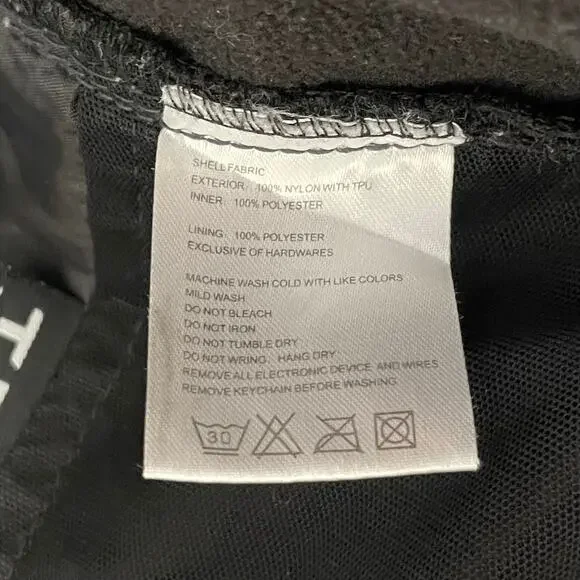 SHELL FABRIC
EXTERIOR: 100% NYLON WITH TPU
INNER: 100% POLYESTER
LINING: 100% POLYESTER
EXCLUSIVE OF HARDWARES
MACHINE WASH COLD WITH LIKE COLORS
MILD WASH
DO NOT BLEACH
DO NOT IRON
DO NOT TUMBLE DRY
DO NOT WRING, HANG DRY
REMOVE ALL ELECTRONIC DEVICE AND WIRES
REMOVE KEYCHAIN BEFORE WASHING
30